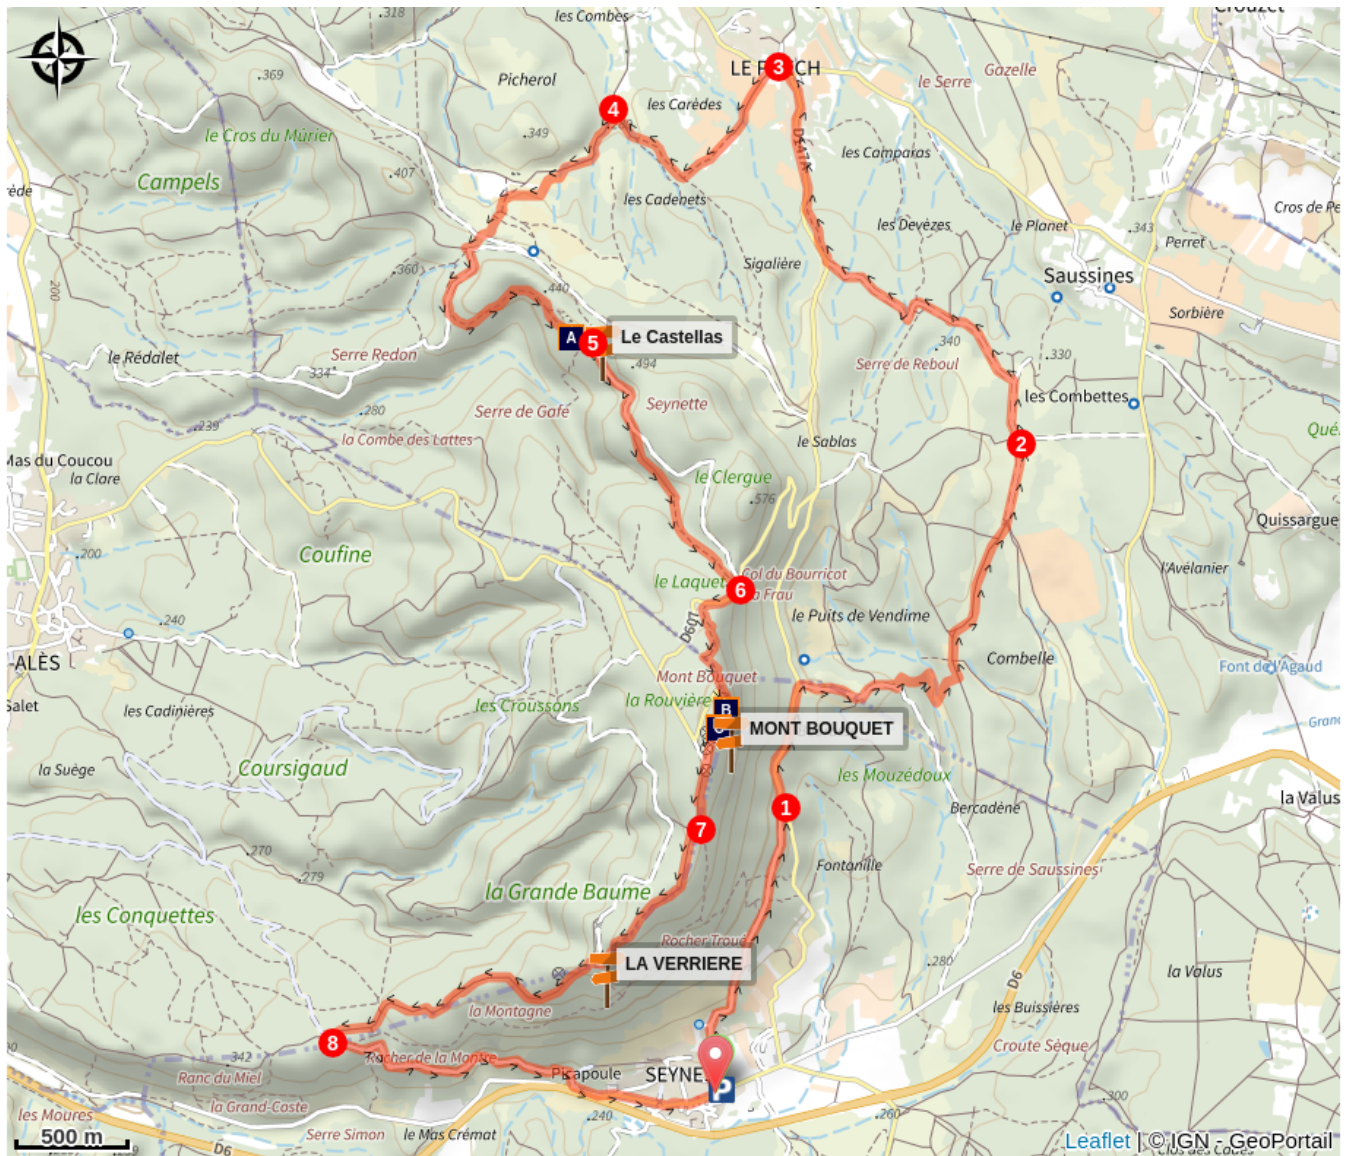 les Combes
.318
Crouzet
LE
CH
3
Gazelle
le Serre
.369
Picherol
les Carèdes
4
le Cros du Mûrier
.349
D147A
les Camparas
.407
Campels
les Cadenets
les Devèzes
le Planet
.343
Perret
Cros de Pe
.360
Sigalière
Saussines
200
.440
Sorbière
A
5
Le Castellas
.494
le Rédalet
Serre Redon
334
340
.330
Serre de Reboul
les Combettes
Serre de Gafé
Seynette
.280
.239
la Combe des Lattes
le Sablas
2
Qué
Mas du Coucou
la Clare
le Clergue
.576
Quissargue
.200
Coufine
l'Avélanier
le Laquet
6
Col du Bourricot
la Frau
le Puits de Vendime
D607
.240
-ALÈS
Combelle
Font de l'Agaud
Mont Bouquet
Salet
les Cadinières
les Croussons
la Rouvière
B
MONT BOUQUET
Grand
la Suège
Coursigaud
les Mouzédoux
la Valus
Bercadène
1
7
.270
.279
Fontanille
Serre de Saussines
les Conquettes
la Grande Baume
Rocher Troué
LA VERRIERE
.280
D6
la Valus
la Montagne
les Buissières
8
342
Rocher de la Montre
Croute Sèque
Ranc du Miel
Picapoule
SEYNE
P
.300
la Grand-Coste
les Moures
.240
.260
Serre Simon
le Mas Crémat
500 m
D6
Leaflet | © IGN - GeoPortail
Clos des Caves